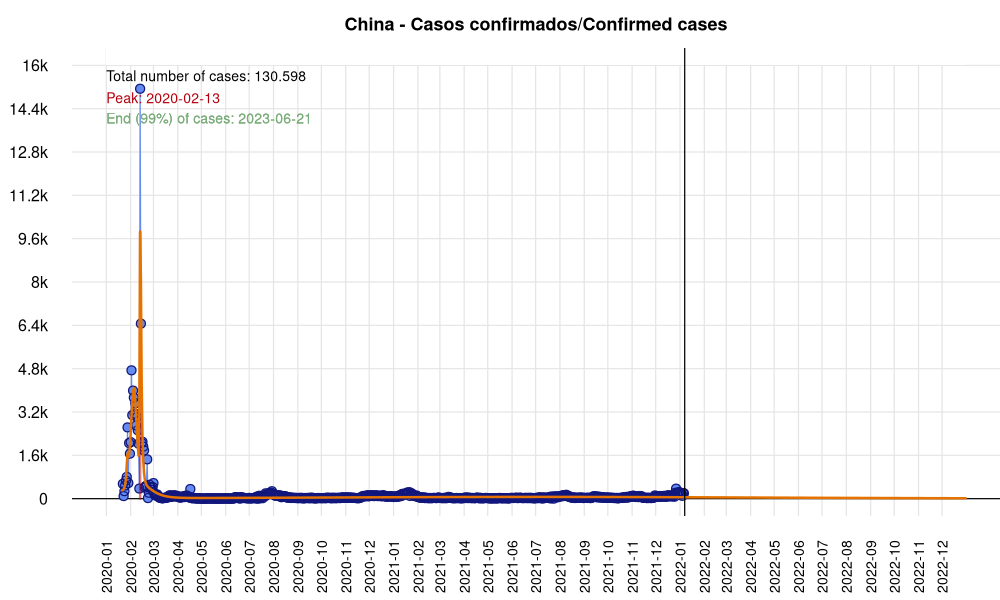 China - Casos confirmados/Confirmed cases
16k
Total number of cases: 130.598
Peak: 2020-02-13
14.4k
End (99%) of cases: 2023-06-21
12.8k
11.2k
9.6k
8k
6.4k
4.8k
3.2k
1.6k
0
2020-01
2020-02
2020-03
2020-04
2020-05
2020-06
2020-07
2020-08
2020-09
2020-10
2020-11
2020-12
2021-01
2021-02
2021-03
2021-04
2021-05
2021-06
2021-07
2021-08
2021-09
2021-10
2021-11
2021-12
2022-01
2022-02
2022-03
2022-04
2022-05
2022-06
2022-07
2022-08
2022-09
2022-10
2022-11
2022-12